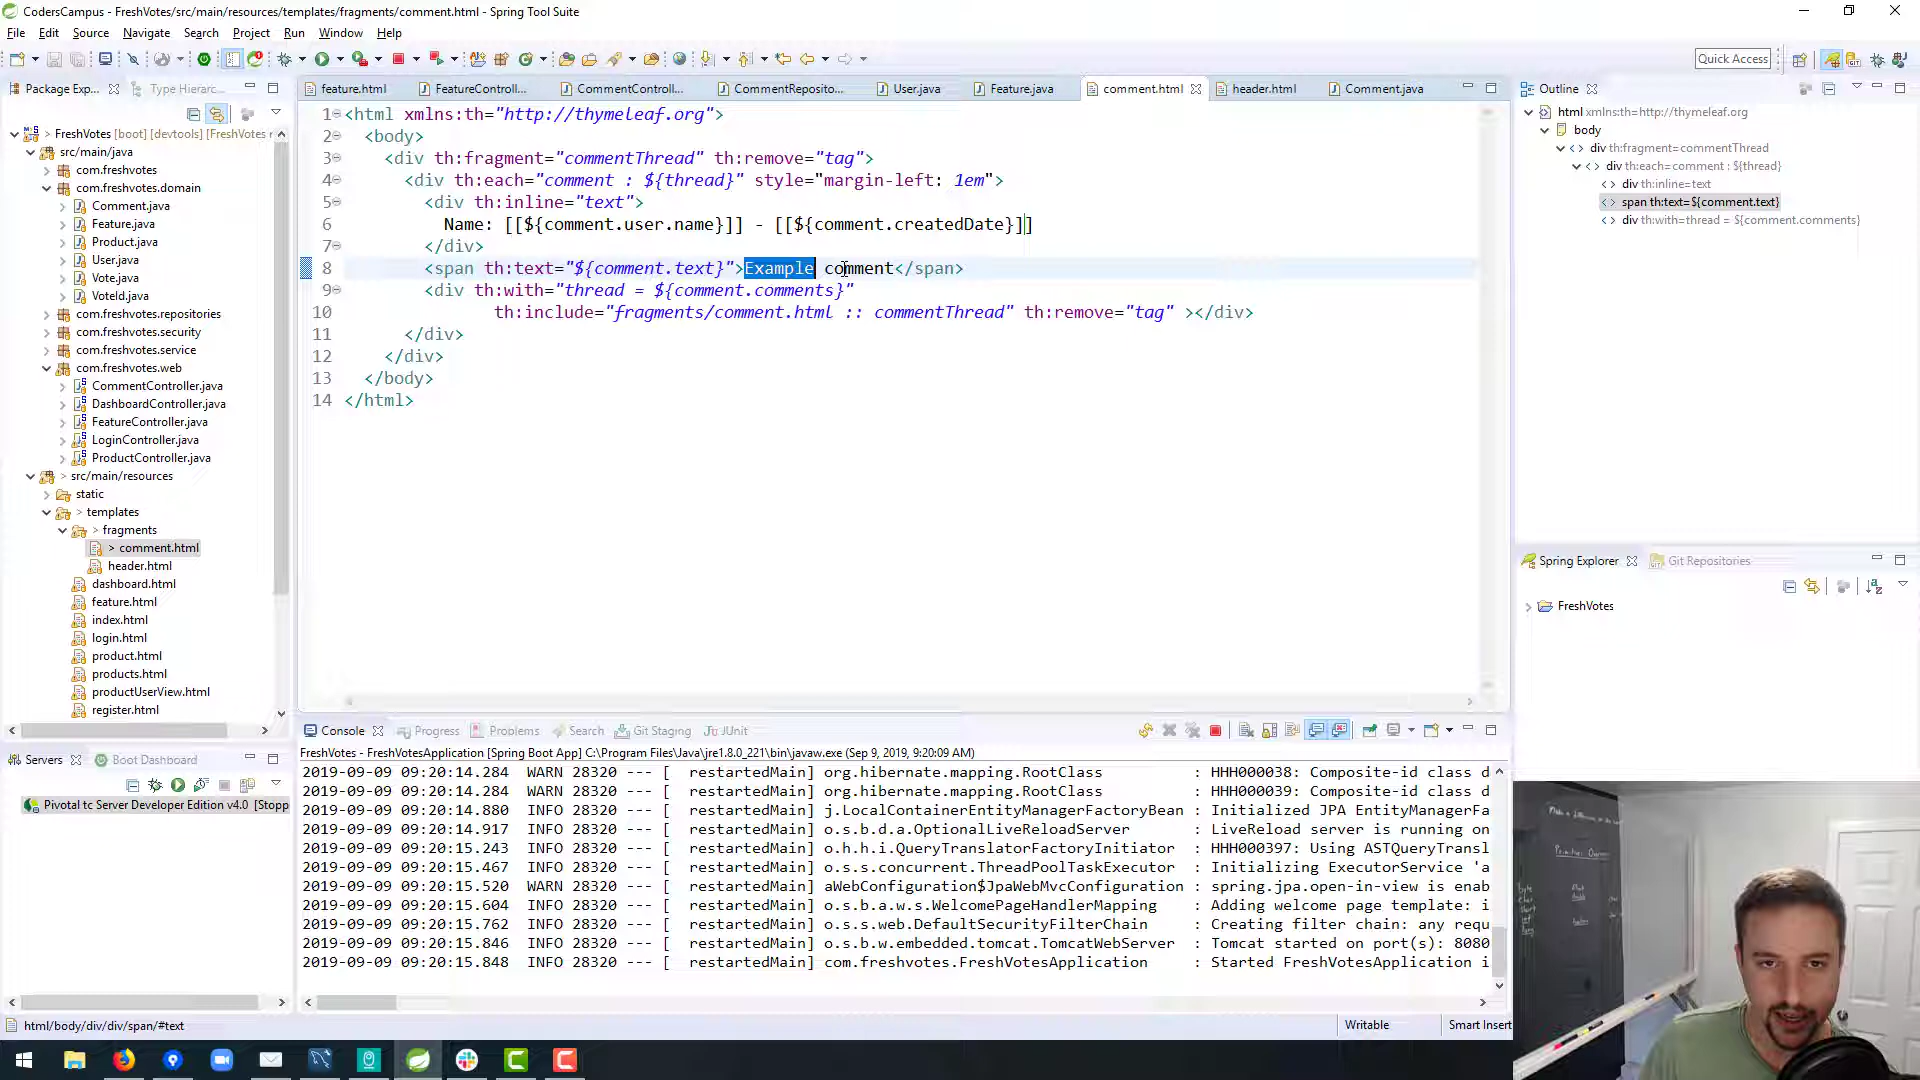 CodersCampus - FreshVotes/src/main/resources/templates/fragments/comment.html - Spring Tool Suite
File Edit Source Navigate Search Project Run Window Help
Quick Access
Package Exp... Type Hierarc...
feature.html FeatureControll... CommentControll... CommentReposito... User.java Feature.java comment.html header.html Comment.java
Outline
> FreshVotes [boot] [devtools] [FreshVotes r
src/main/java
com.freshvotes
com.freshvotes.domain
Comment.java
Feature.java
Product.java
User.java
Vote.java
VoteId.java
com.freshvotes.repositories
com.freshvotes.security
com.freshvotes.service
com.freshvotes.web
CommentController.java
DashboardController.java
FeatureController.java
LoginController.java
ProductController.java
> src/main/resources
static
> templates
> fragments
> comment.html
header.html
dashboard.html
feature.html
index.html
login.html
product.html
products.html
productUserView.html
register.html
1 <html xmlns:th="http://thymeleaf.org">
2 <body>
3 <div th:fragment="commentThread" th:remove="tag">
4 <div th:each="comment : ${thread}" style="margin-left: 1em">
5 <div th:inline="text">
6 Name: [[${comment.user.name}]] - [[${comment.createdDate}]]
7 </div>
8 <span th:text="${comment.text}">Example comment</span>
9 <div th:with="thread = ${comment.comments}"
10 th:include="fragments/comment.html :: commentThread" th:remove="tag" ></div>
11 </div>
12 </div>
13 </body>
14 </html>
html xmlns:th=http://thymeleaf.org
body
div th:fragment=commentThread
div th:each=comment : ${thread}
div th:inline=text
span th:text=${comment.text}
div th:with=thread = ${comment.comments}
Spring Explorer Git Repositories
FreshVotes
Servers Boot Dashboard
Pivotal tc Server Developer Edition v4.0 [Stopp
Console Progress Problems Search Git Staging JUnit
FreshVotes - FreshVotesApplication [Spring Boot App] C:\Program Files\Java\jre1.8.0_221\bin\javaw.exe (Sep 9, 2019, 9:20:09 AM)
2019-09-09 09:20:14.284 WARN 28320 --- [ restartedMain] org.hibernate.mapping.RootClass : HHH000038: Composite-id class d
2019-09-09 09:20:14.284 WARN 28320 --- [ restartedMain] org.hibernate.mapping.RootClass : HHH000039: Composite-id class d
2019-09-09 09:20:14.880 INFO 28320 --- [ restartedMain] j.LocalContainerEntityManagerFactoryBean : Initialized JPA EntityManagerFa
2019-09-09 09:20:14.917 INFO 28320 --- [ restartedMain] o.s.b.d.a.OptionalLiveReloadServer : LiveReload server is running on
2019-09-09 09:20:15.243 INFO 28320 --- [ restartedMain] o.h.h.i.QueryTranslatorFactoryInitiator : HHH000397: Using ASTQueryTransl
2019-09-09 09:20:15.467 INFO 28320 --- [ restartedMain] o.s.s.concurrent.ThreadPoolTaskExecutor : Initializing ExecutorService 'a
2019-09-09 09:20:15.520 WARN 28320 --- [ restartedMain] aWebConfiguration$JpaWebMvcConfiguration : spring.jpa.open-in-view is enab
2019-09-09 09:20:15.604 INFO 28320 --- [ restartedMain] o.s.b.a.w.s.WelcomePageHandlerMapping : Adding welcome page template: i
2019-09-09 09:20:15.762 INFO 28320 --- [ restartedMain] o.s.s.web.DefaultSecurityFilterChain : Creating filter chain: any requ
2019-09-09 09:20:15.846 INFO 28320 --- [ restartedMain] o.s.b.w.embedded.tomcat.TomcatWebServer : Tomcat started on port(s): 8080
2019-09-09 09:20:15.848 INFO 28320 --- [ restartedMain] com.freshvotes.FreshVotesApplication : Started FreshVotesApplication i
html/body/div/div/span/#text
Writable
Smart Insert